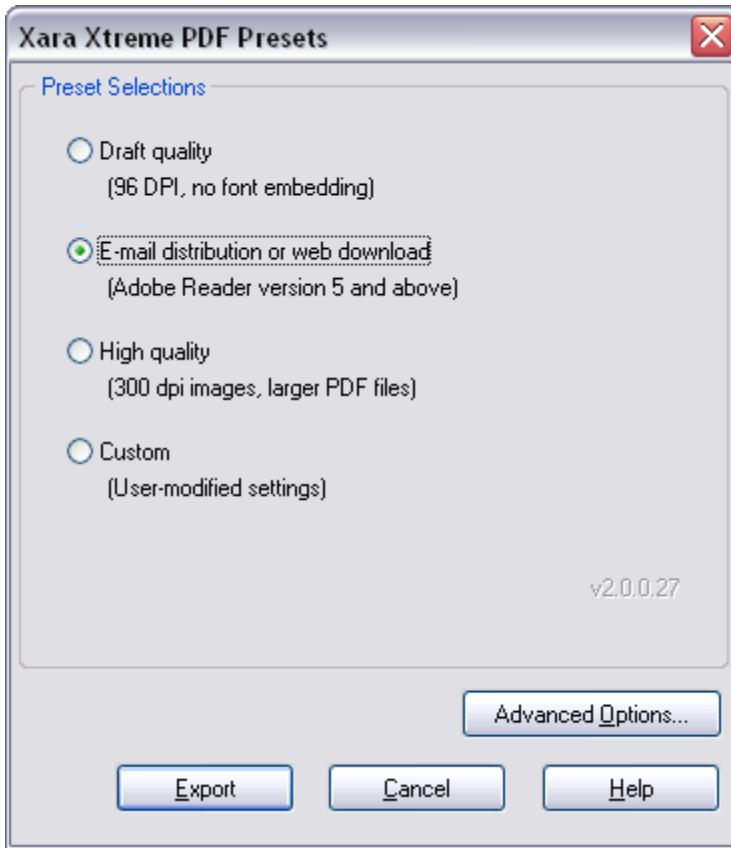 Xara Xtreme PDF Presets
Preset Selections
Draft quality
(96 DPI, no font embedding)
E-mail distribution or web download
(Adobe Reader version 5 and above)
High quality
(300 dpi images, larger PDF files)
Custom
(User-modified settings)
v2.0.0.27
Advanced Options...
Export Cancel Help